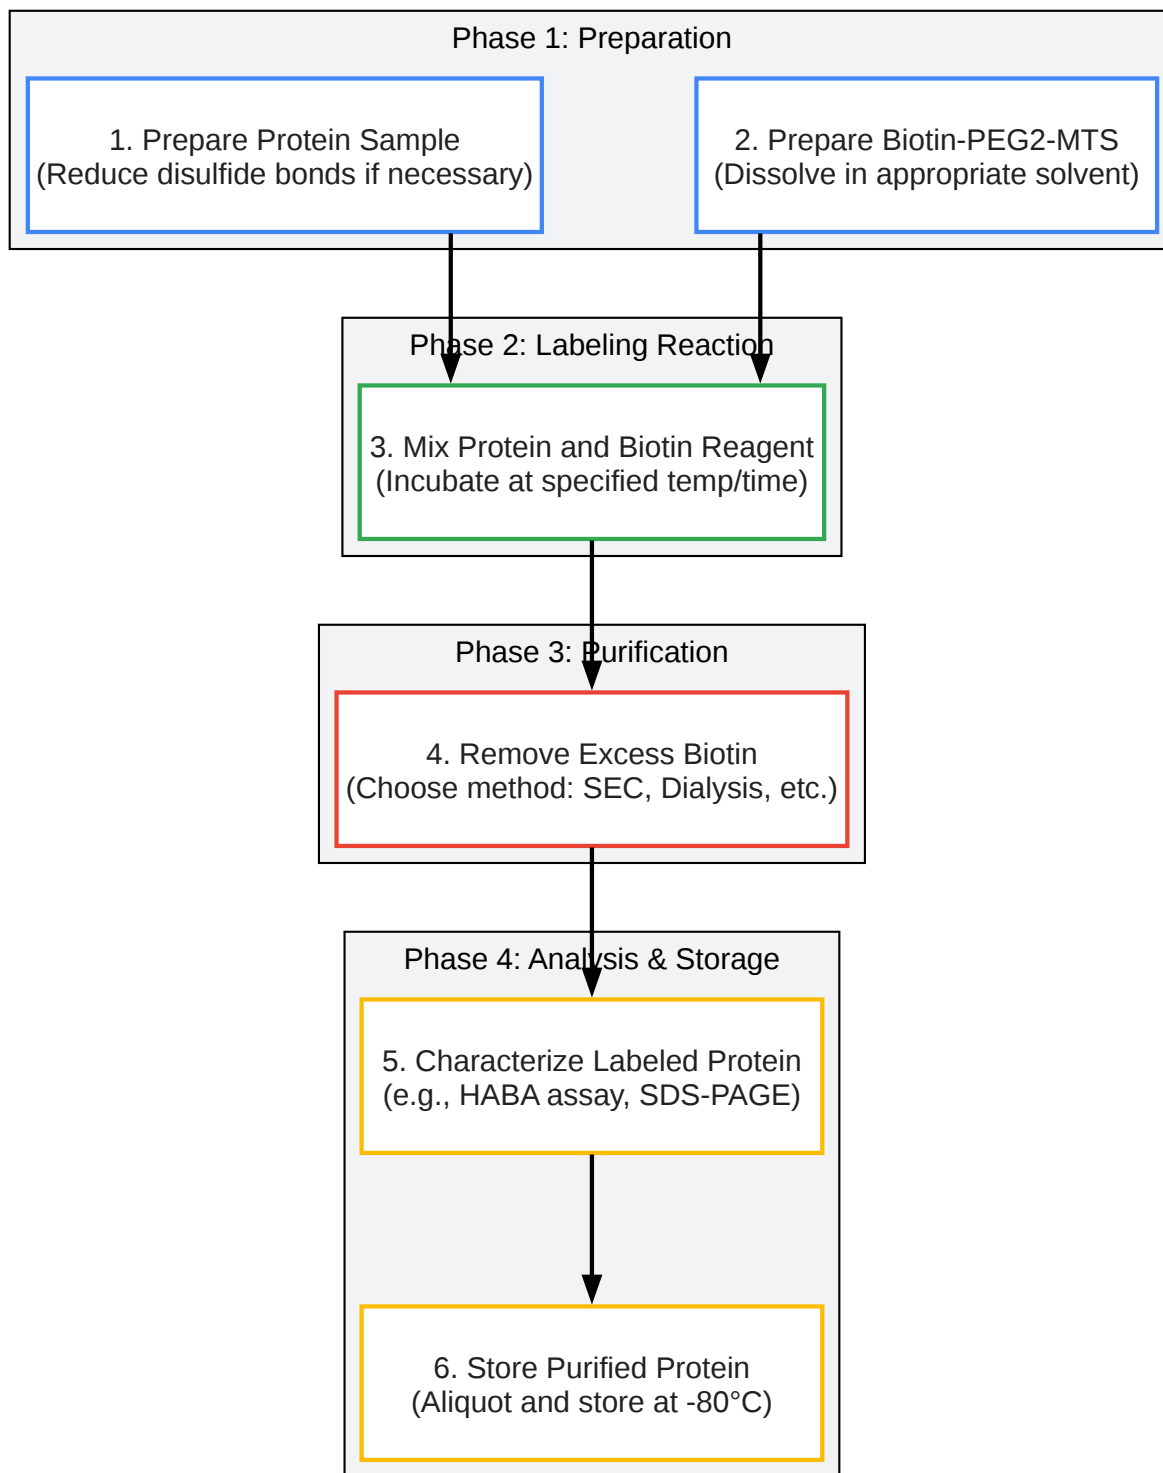 Phase 1: Preparation
1. Prepare Protein Sample
(Reduce disulfide bonds if necessary)
2. Prepare Biotin-PEG2-MTS
(Dissolve in appropriate solvent)
Phase 2: Labeling Reaction
3. Mix Protein and Biotin Reagent
(Incubate at specified temp/time)
Phase 3: Purification
4. Remove Excess Biotin
(Choose method: SEC, Dialysis, etc.)
Phase 4: Analysis & Storage
5. Characterize Labeled Protein
(e.g., HABA assay, SDS-PAGE)
6. Store Purified Protein
(Aliquot and store at -80°C)